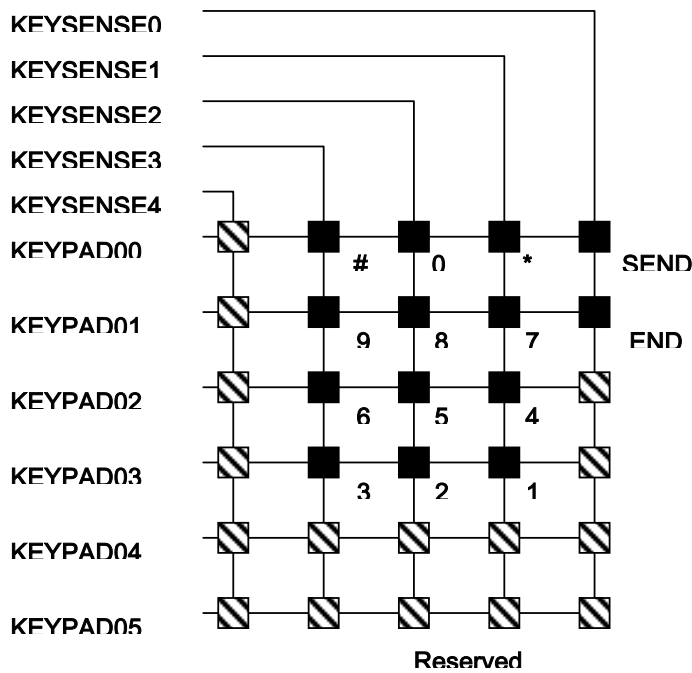 KEYSENSE0
KEYSENSE1
KEYSENSE2
KEYSENSE3
KEYSENSE4
KEYPAD00
# 0 * SEND
KEYPAD01
9 8 7 END
KEYPAD02
6 5 4
KEYPAD03
3 2 1
KEYPAD04
KEYPAD05
Reserved